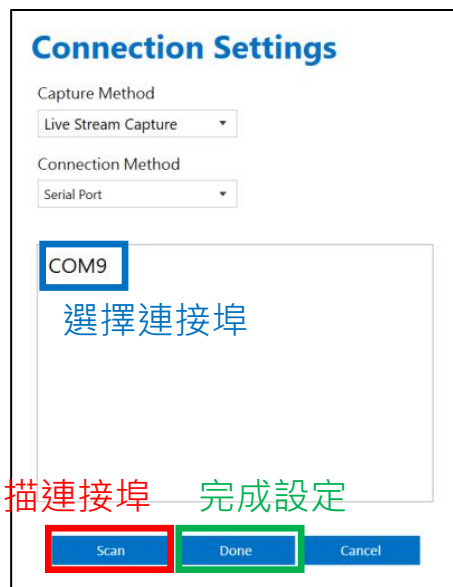 Connection Settings
Capture Method
Live Stream Capture
Connection Method
Serial Port
COM9
選擇連接埠
描連接埠 完成設定
Scan Done Cancel